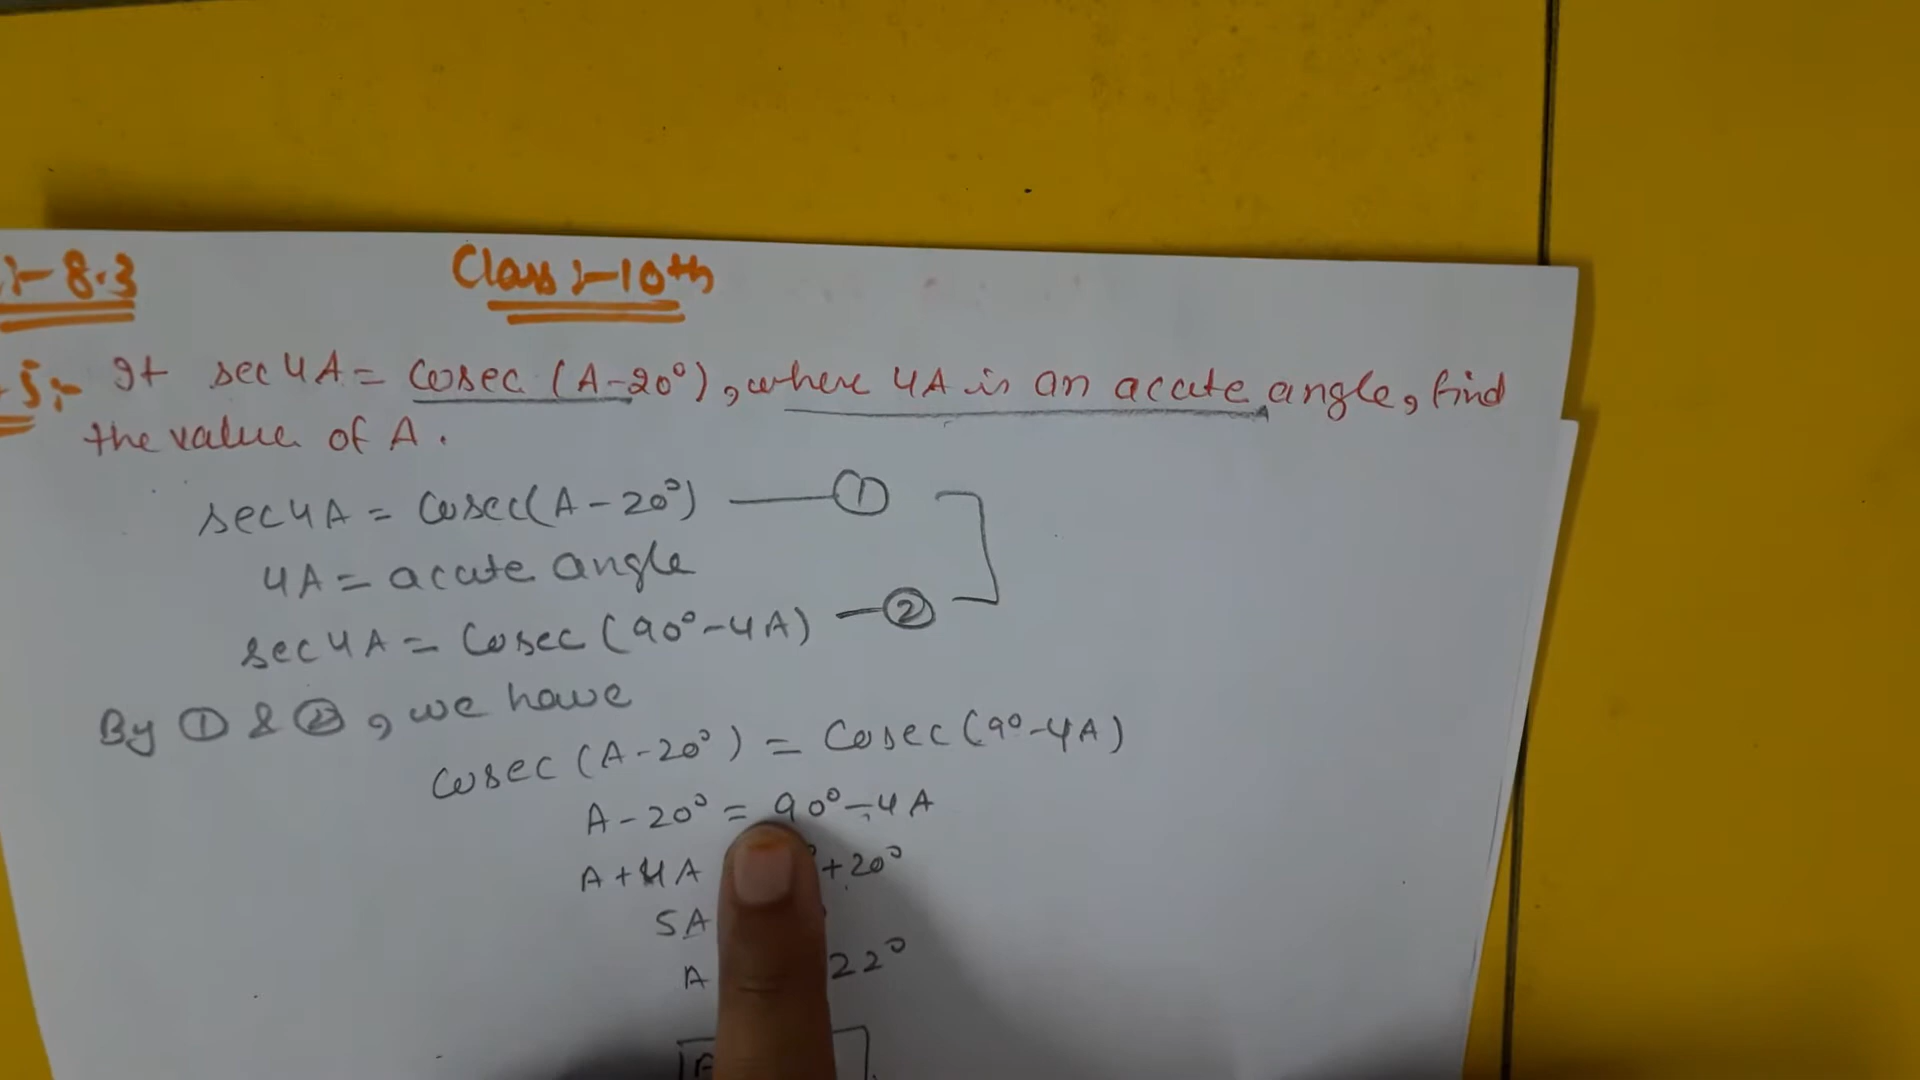 :- 8.3
Class :- 10th
5:- If sec 4A = Cosec (A-20°), where 4A is an acute angle, find
the value of A.
sec 4A = Cosec (A-20°) — ①
4A = acute angle
sec 4A = Cosec (90°-4A) — ②
By ① & ②, we have
Cosec (A-20°) = Cosec (90-4A)
A-20° = 90°-4A
A+4A +20°
5A
A 22°